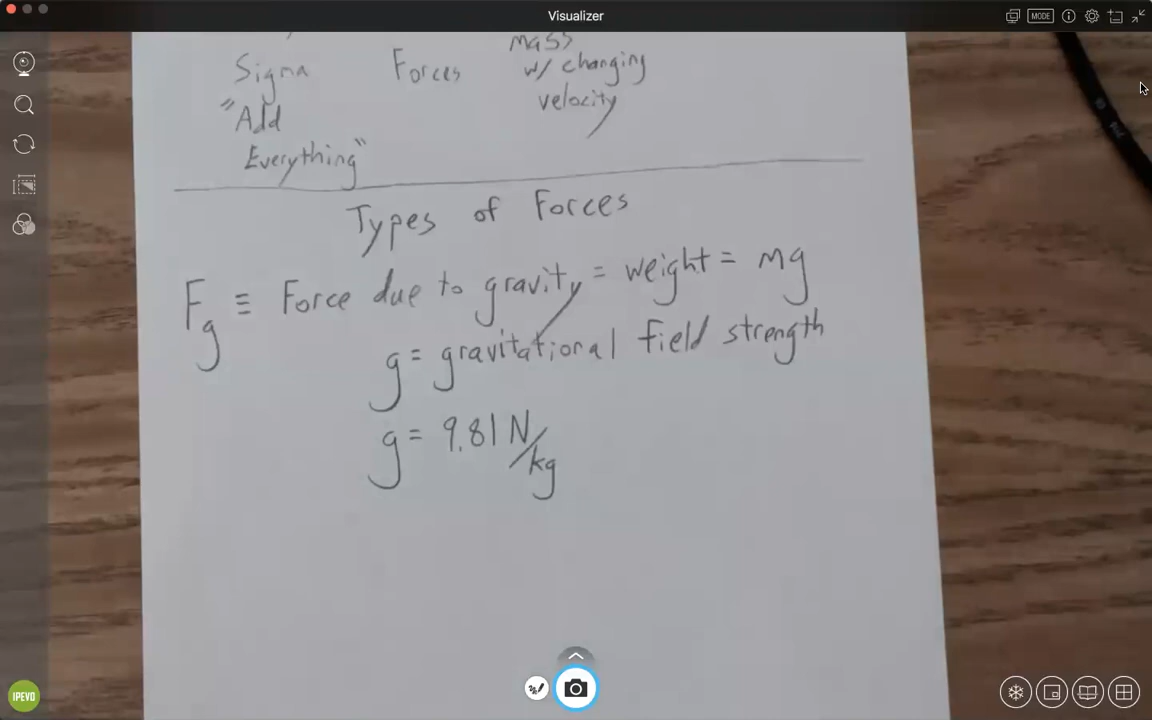 Visualizer
MODE
mass
Sigma Forces w/ changing
"Add velocity
Everything"
Types of Forces
Fg ≡ Force due to gravity = weight = mg
g = gravitational field strength
g = 9.81 N/kg
IPEVO